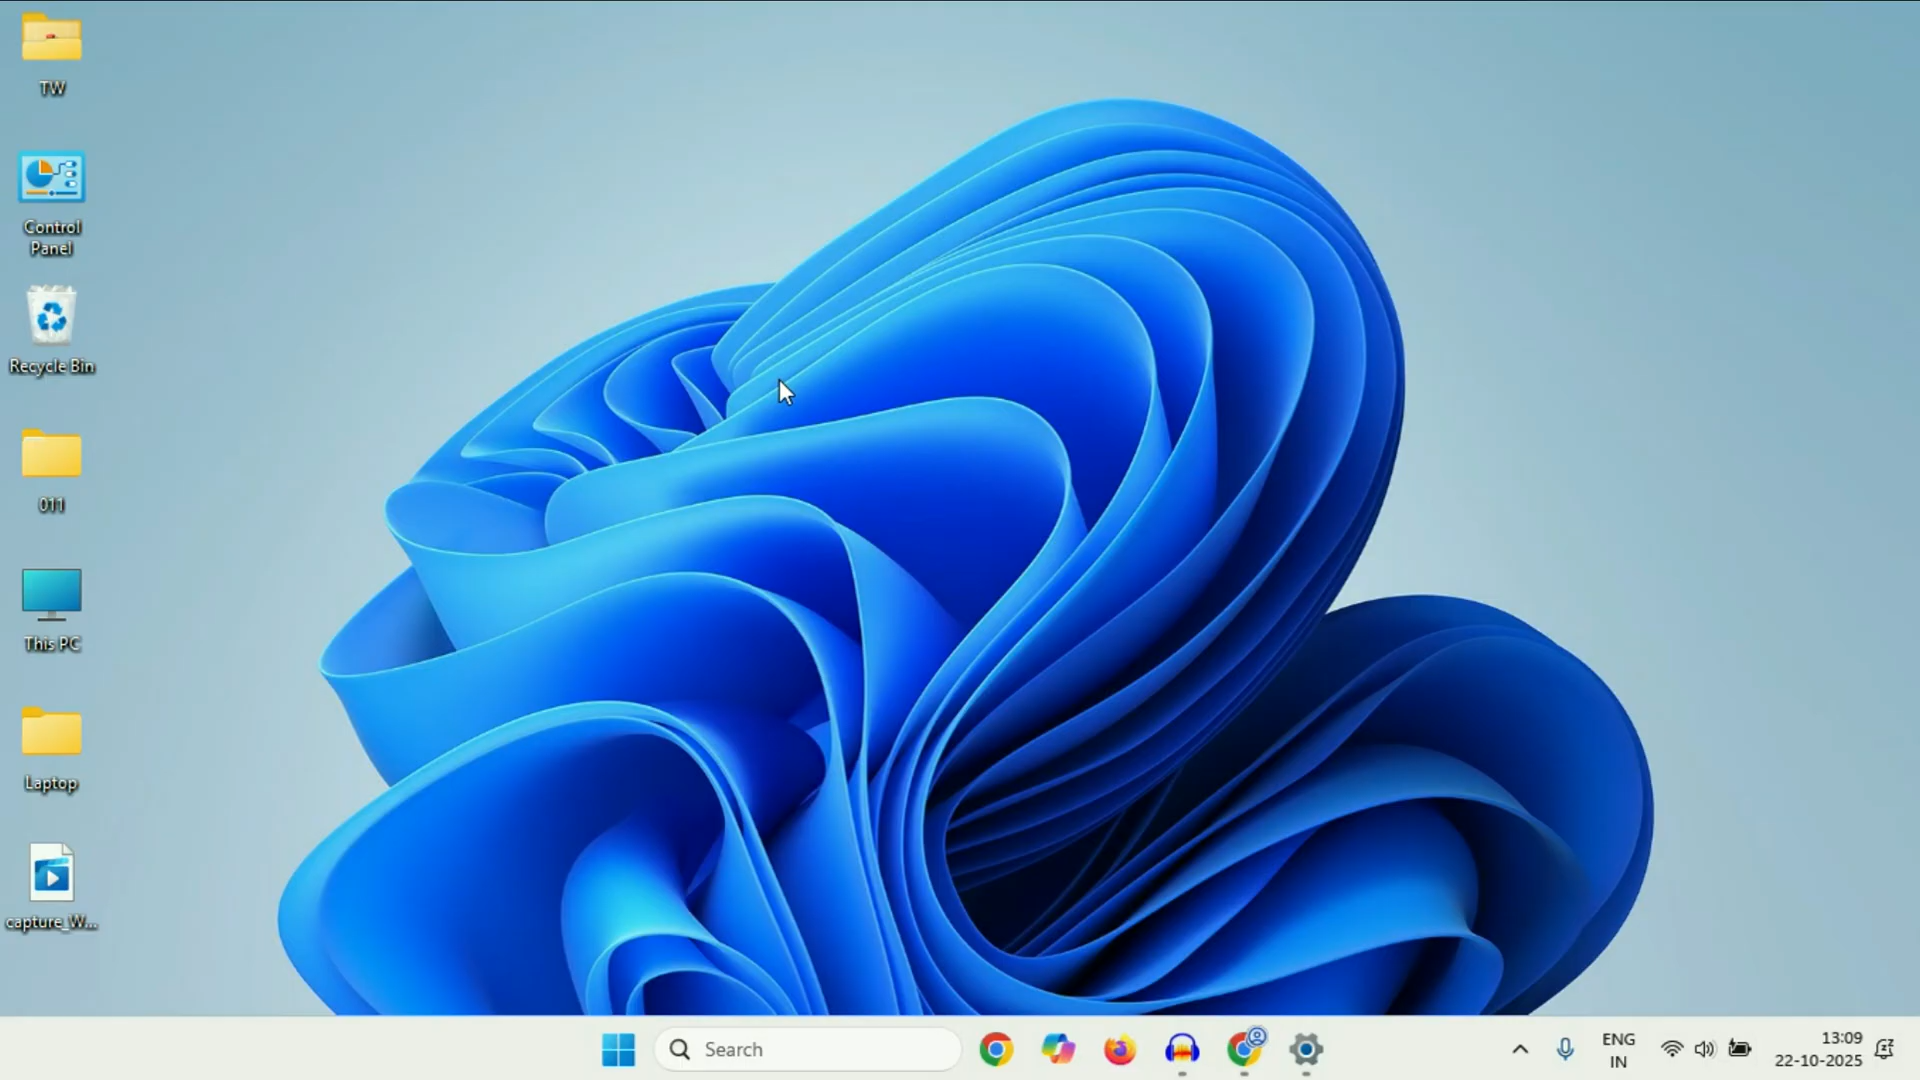 TW
Control
Panel
Recycle Bin
011
This PC
Laptop
capture_W...
Search
ENG
IN
13:09
22-10-2025